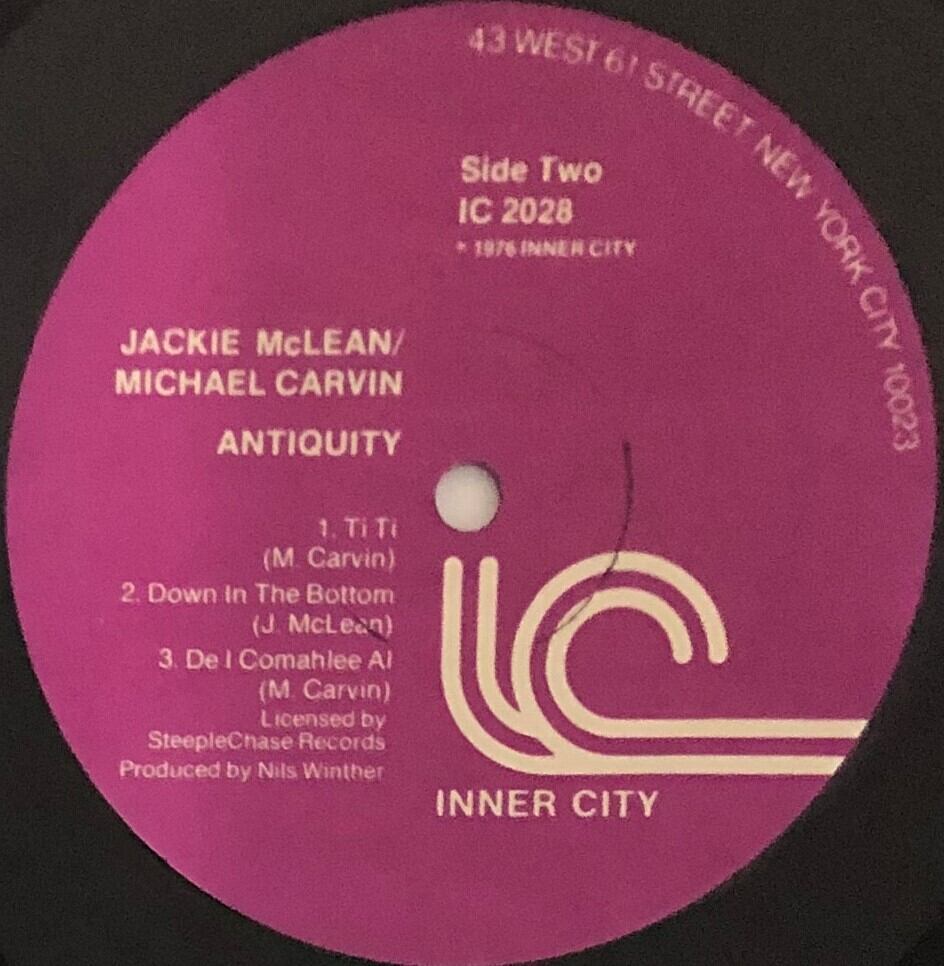 43 WEST 61 STREET NEW YORK CITY 10023
Side Two
IC 2028
℗ 1976 INNER CITY
JACKIE McLEAN/
MICHAEL CARVIN
ANTIQUITY
1. Ti Ti
(M. Carvin)
2. Down In The Bottom
(J. McLean)
3. De I Comahlee Al
(M. Carvin)
Licensed by
SteepleChase Records
Produced by Nils Winther
ic
INNER CITY